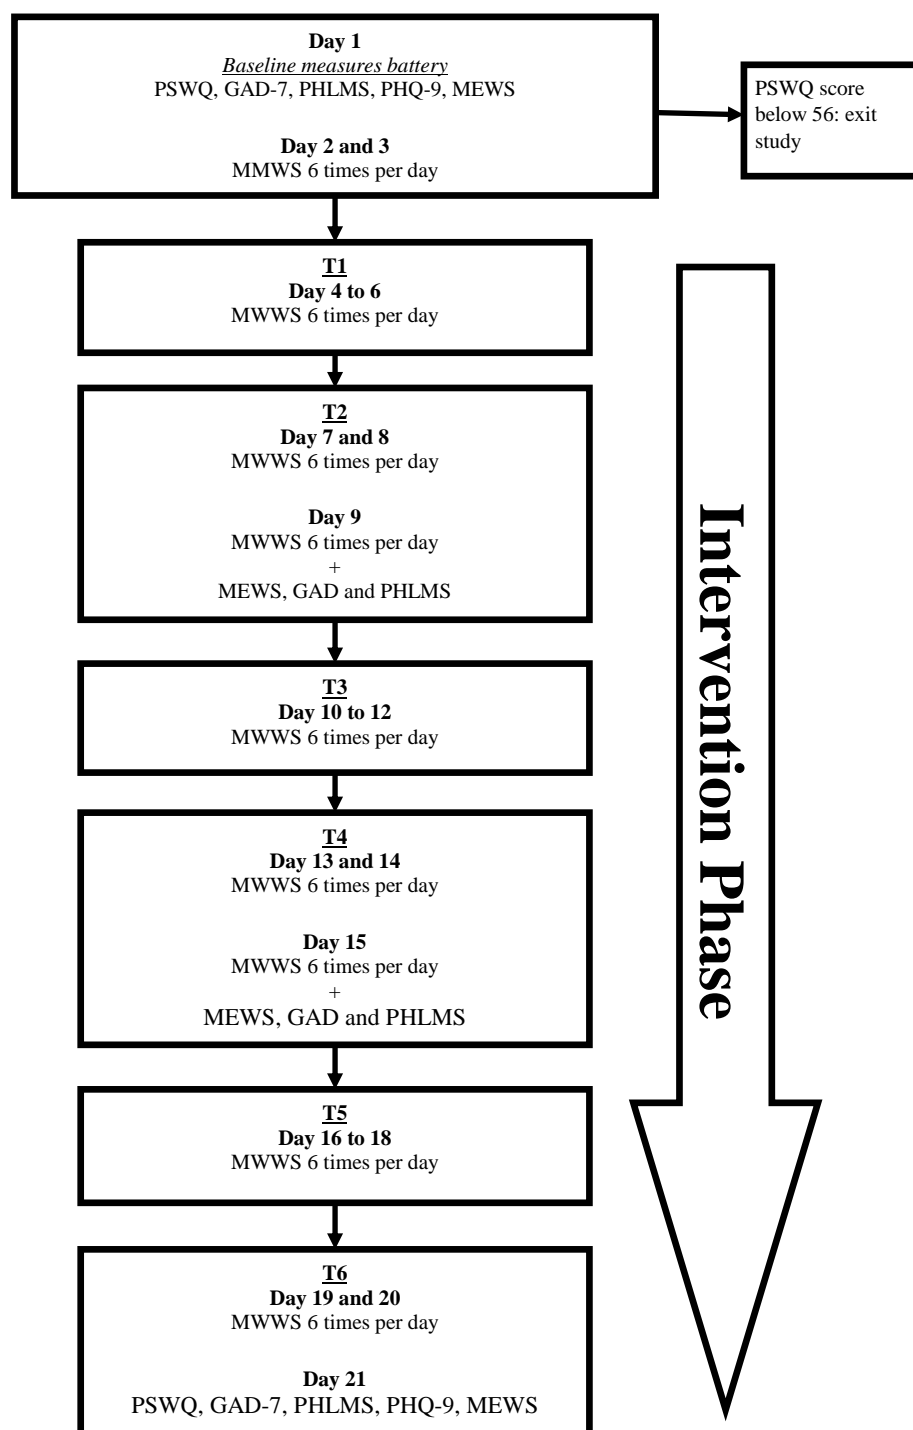 Day 1
Baseline measures battery
PSWQ, GAD-7, PHLMS, PHQ-9, MEWS
Day 2 and 3
MMWS 6 times per day
PSWQ score
below 56: exit
study
T1
Day 4 to 6
MWWS 6 times per day
T2
Day 7 and 8
MWWS 6 times per day
Day 9
MWWS 6 times per day
+
MEWS, GAD and PHLMS
T3
Day 10 to 12
MWWS 6 times per day
T4
Day 13 and 14
MWWS 6 times per day
Day 15
MWWS 6 times per day
+
MEWS, GAD and PHLMS
T5
Day 16 to 18
MWWS 6 times per day
T6
Day 19 and 20
MWWS 6 times per day
Day 21
PSWQ, GAD-7, PHLMS, PHQ-9, MEWS
Intervention Phase